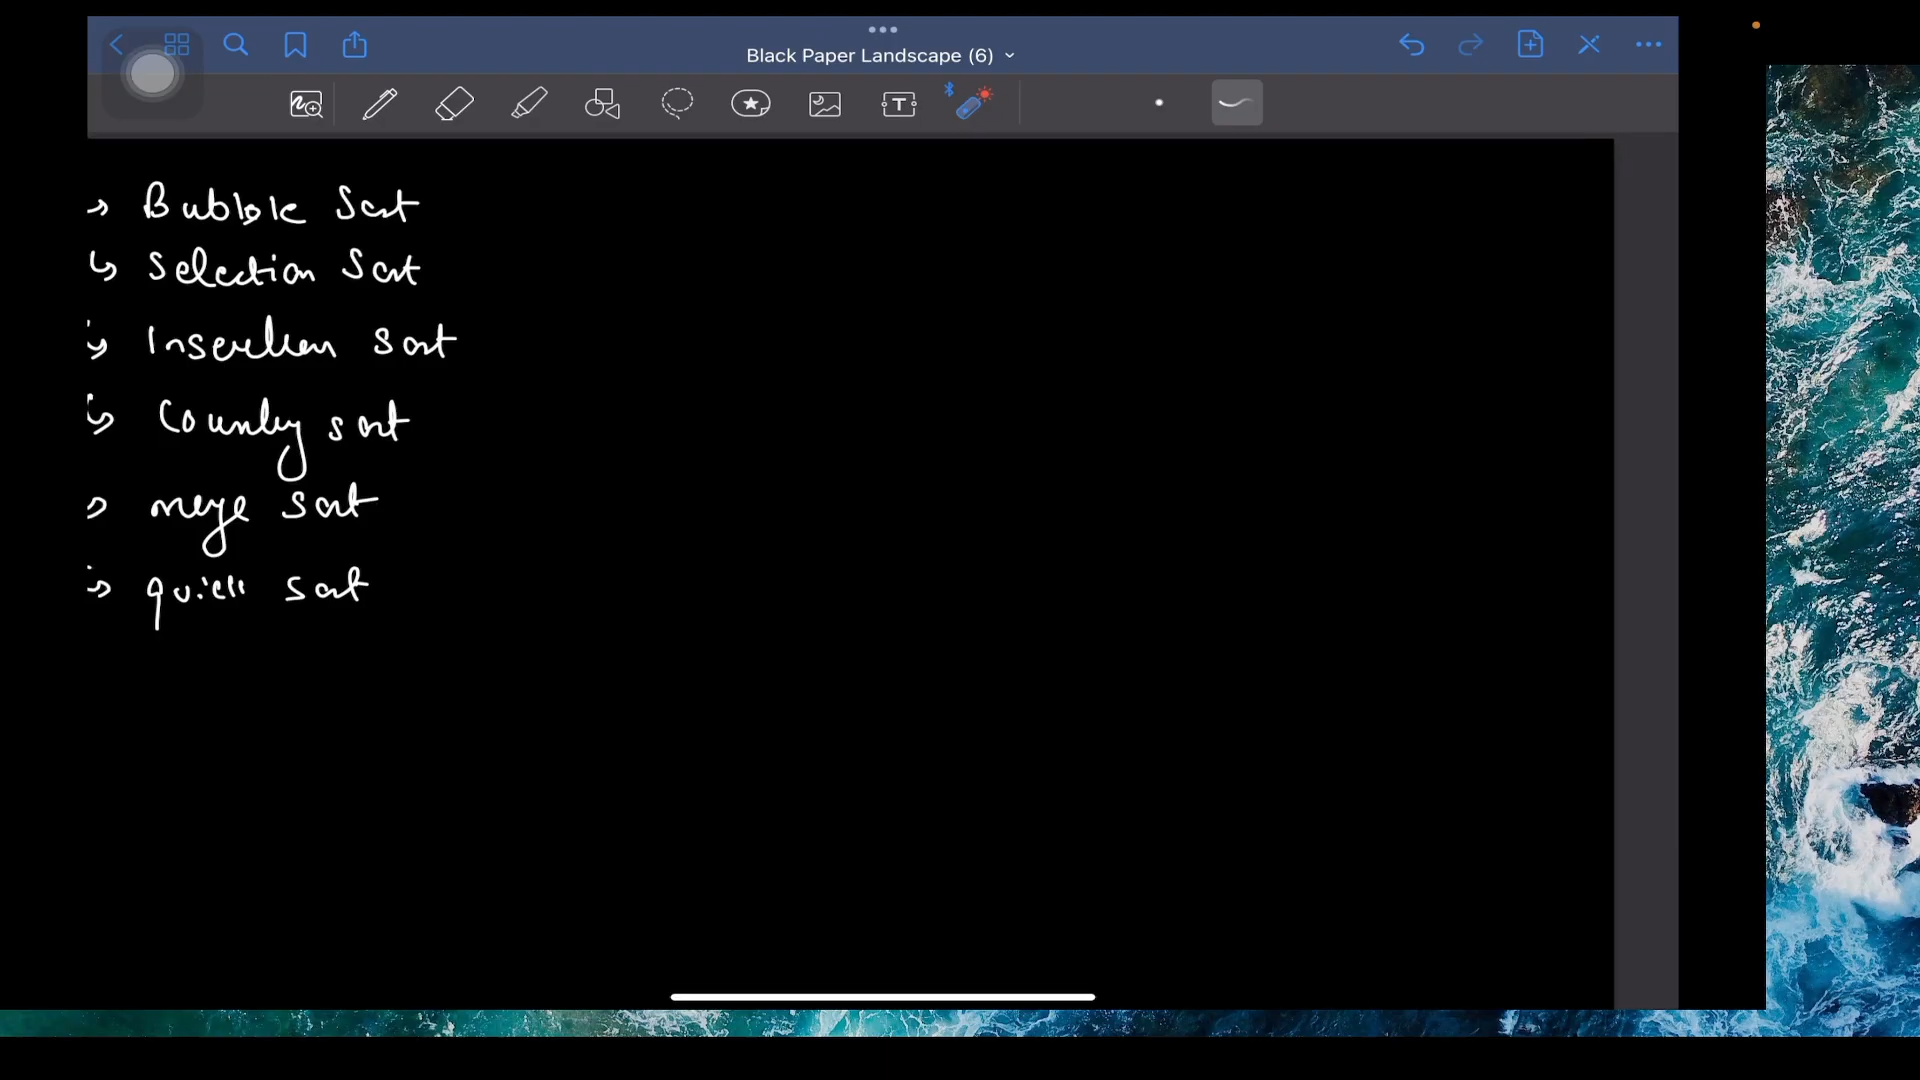 Black Paper Landscape (6)
T
Bubble Sort
Selection Sort
Insertion sort
Counting sort
merge sort
quick sort